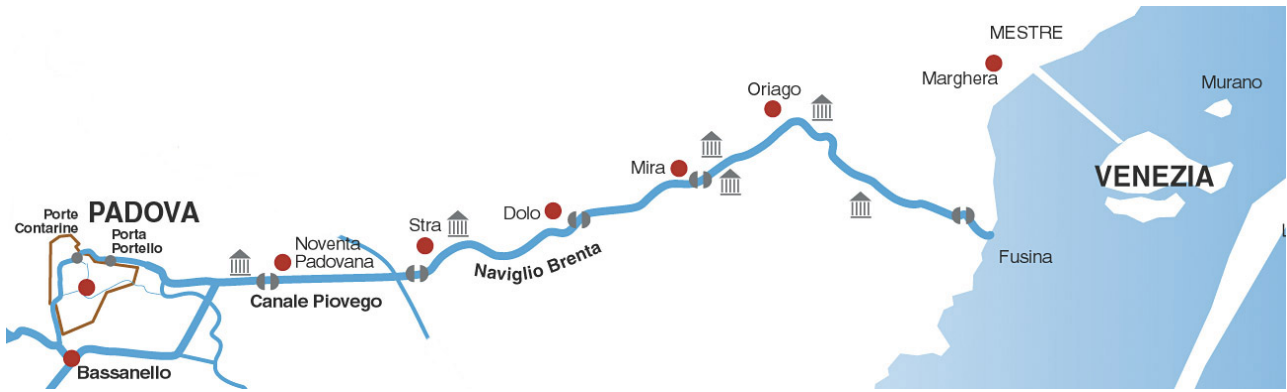 MESTRE
Marghera
Murano
Oriago
VENEZIA
Mira
PADOVA
Porte
Contarine
Porta
Portello
Dolo
Stra
Noventa
Padovana
Naviglio Brenta
Fusina
Canale Piovego
Bassanello